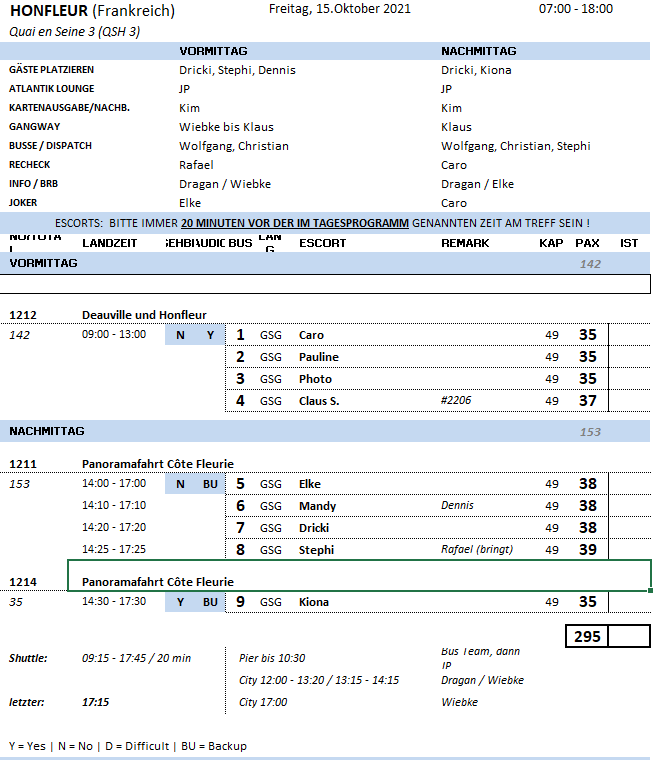 HONFLEUR (Frankreich) Freitag, 15.Oktober 2021 07:00 - 18:00
Quai en Seine 3 (QSH 3)
VORMITTAG NACHMITTAG
GÄSTE PLATZIEREN Dricki, Stephi, Dennis Dricki, Kiona
ATLANTIK LOUNGE JP JP
KARTENAUSGABE/NACHB. Kim Kim
GANGWAY Wiebke bis Klaus Klaus
BUSSE / DISPATCH Wolfgang, Christian Wolfgang, Christian, Stephi
RECHECK Rafael Caro
INFO / BRB Dragan / Wiebke Dragan / Elke
JOKER Elke Caro
ESCORTS: BITTE IMMER 20 MINUTEN VOR DER IM TAGESPROGRAMM GENANNTEN ZEIT AM TREFF SEIN !
LANDZEIT BUS ESCORT REMARK KAP PAX IST
VORMITTAG 142
1212 Deauville und Honfleur
142 09:00 - 13:00 N Y 1 GSG Caro 49 35
2 GSG Pauline 49 35
3 GSG Photo 49 35
4 GSG Claus S. #2206 49 37
NACHMITTAG 153
1211 Panoramafahrt Côte Fleurie
153 14:00 - 17:00 N BU 5 GSG Elke 49 38
14:10 - 17:10 6 GSG Mandy Dennis 49 38
14:20 - 17:20 7 GSG Dricki 49 38
14:25 - 17:25 8 GSG Stephi Rafael (bringt) 49 39
1214 Panoramafahrt Côte Fleurie
35 14:30 - 17:30 Y BU 9 GSG Kiona 49 35
295
Shuttle: 09:15 - 17:45 / 20 min Pier bis 10:30 Bus Team, dann
JP
City 12:00 - 13:20 / 13:15 - 14:15 Dragan / Wiebke
letzter: 17:15 City 17:00 Wiebke
Y = Yes | N = No | D = Difficult | BU = Backup